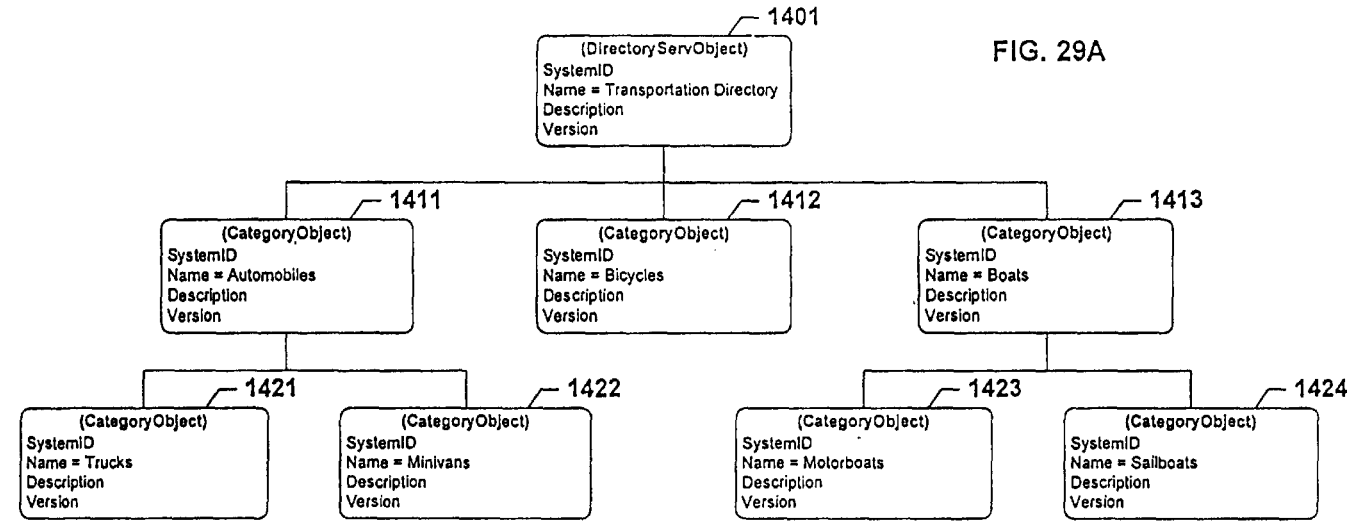 1401
FIG. 29A
(DirectoryServObject)
SystemID
Name = Transportation Directory
Description
Version
1411
(CategoryObject)
SystemID
Name = Automobiles
Description
Version
1412
(CategoryObject)
SystemID
Name = Bicycles
Description
Version
1413
(CategoryObject)
SystemID
Name = Boats
Description
Version
1421
(CategoryObject)
SystemID
Name = Trucks
Description
Version
1422
(CategoryObject)
SystemID
Name = Minivans
Description
Version
1423
(CategoryObject)
SystemID
Name = Motorboats
Description
Version
1424
(CategoryObject)
SystemID
Name = Sailboats
Description
Version